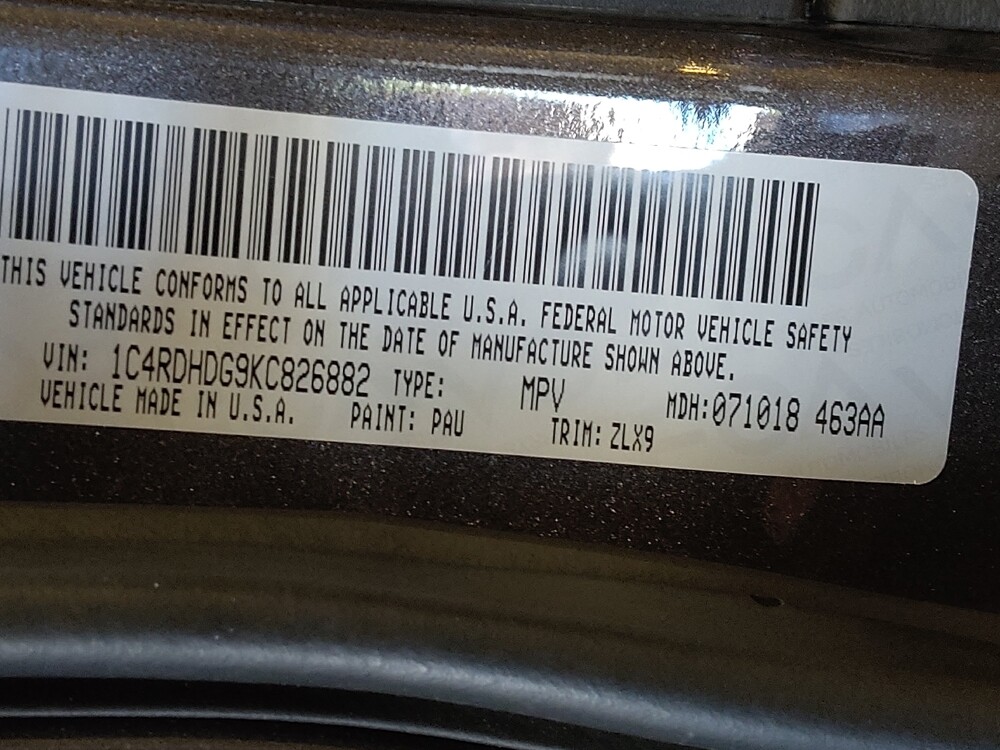 THIS VEHICLE CONFORMS TO ALL APPLICABLE U.S.A. FEDERAL MOTOR VEHICLE SAFETY
STANDARDS IN EFFECT ON THE DATE OF MANUFACTURE SHOWN ABOVE.
VIN: 1C4RDHDG9KC826882 TYPE: MPV MDH:071018 463AA
VEHICLE MADE IN U.S.A. PAINT: PAU TRIM: ZLX9